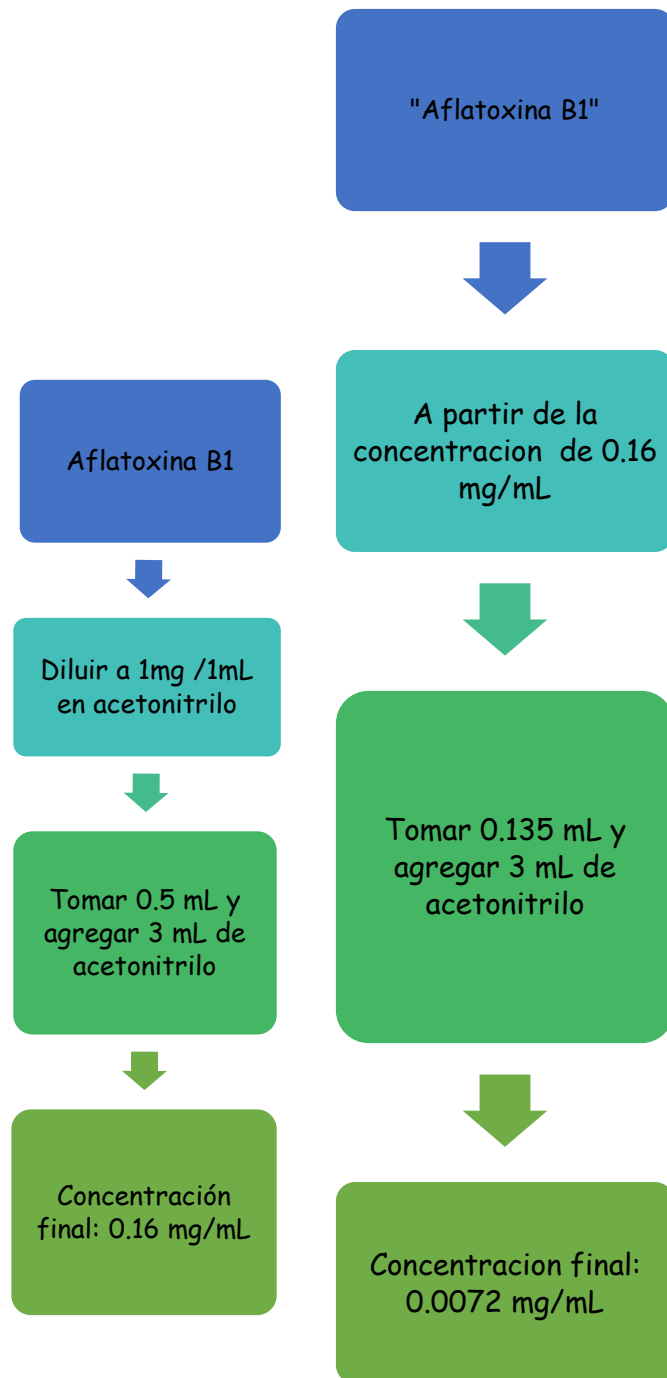 Aflatoxina B1
Diluir a 1mg /1mL
en acetonitrilo
Tomar 0.5 mL y
agregar 3 mL de
acetonitrilo
Concentración
final: 0.16 mg/mL
"Aflatoxina B1"
A partir de la
concentracion de 0.16
mg/mL
Tomar 0.135 mL y
agregar 3 mL de
acetonitrilo
Concentracion final:
0.0072 mg/mL